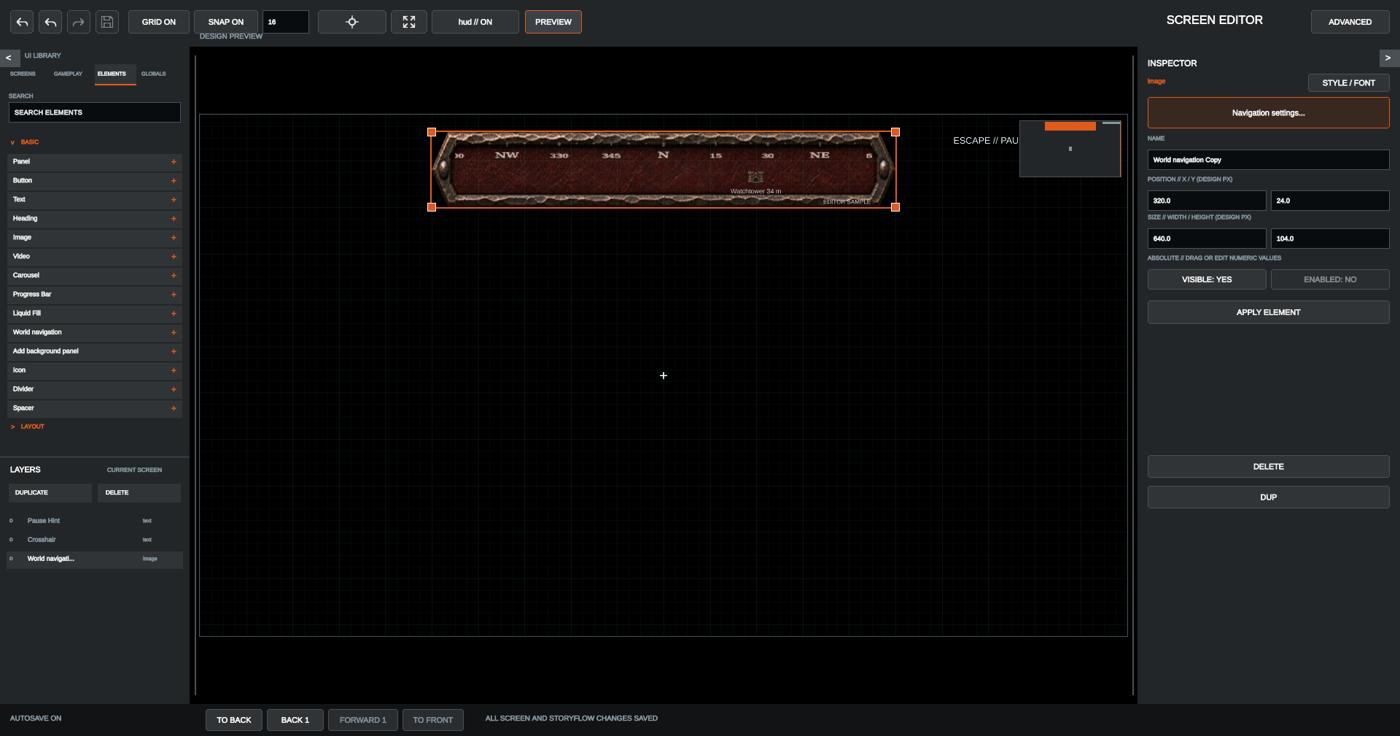 GRID ON
SNAP ON
16
hud // ON
PREVIEW
SCREEN EDITOR
ADVANCED
DESIGN PREVIEW
<
UI LIBRARY
SCREENS
GAMEPLAY
ELEMENTS
GLOBALS
SEARCH
SEARCH ELEMENTS
v BASIC
Panel +
Button +
Text +
Heading +
Image +
Video +
Carousel +
Progress Bar +
Liquid Fill +
World navigation +
Add background panel +
Icon +
Divider +
Spacer +
> LAYOUT
LAYERS
CURRENT SCREEN
DUPLICATE
DELETE
O Pause Hint text
O Crosshair text
O World navigati... image
NW 330 345 N 15 30 NE
Watchtower 34 m
EDITOR SAMPLE
ESCAPE // PAU
+
>
INSPECTOR
Image
STYLE / FONT
Navigation settings...
NAME
World navigation Copy
POSITION // X / Y (DESIGN PX)
320.0
24.0
SIZE // WIDTH / HEIGHT (DESIGN PX)
640.0
104.0
ABSOLUTE // DRAG OR EDIT NUMERIC VALUES
VISIBLE: YES
ENABLED: NO
APPLY ELEMENT
DELETE
DUP
AUTOSAVE ON
TO BACK
BACK 1
FORWARD 1
TO FRONT
ALL SCREEN AND STORYFLOW CHANGES SAVED